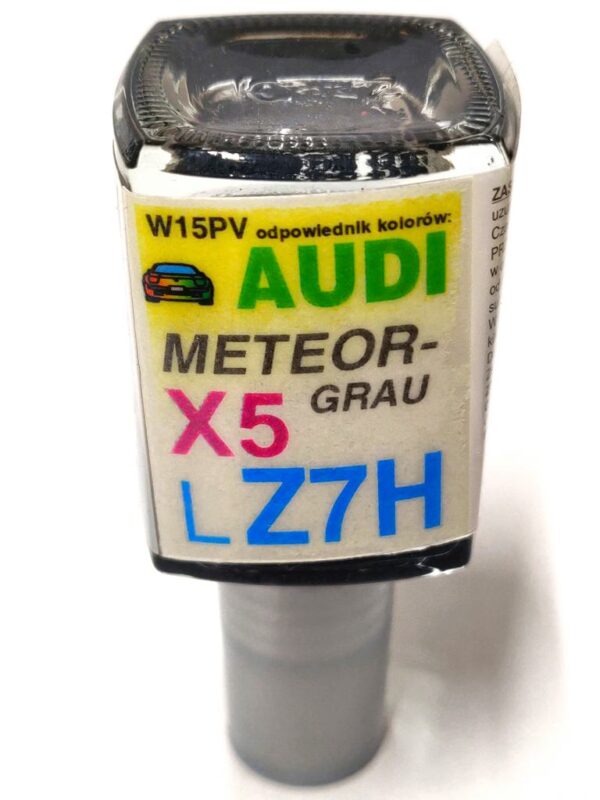 W15PV odpowiednik kolorów:
AUDI
METEOR-
GRAU
X5
L Z7H